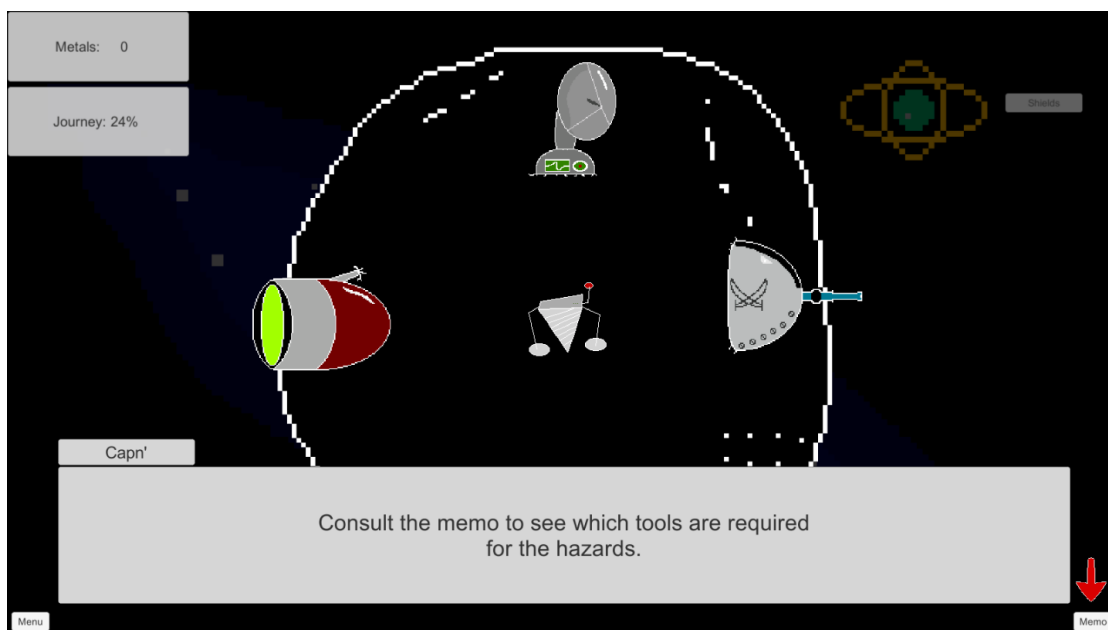 Metals: 0
Journey: 24%
Shields
Capn'
Consult the memo to see which tools are required
for the hazards.
Menu
Memo